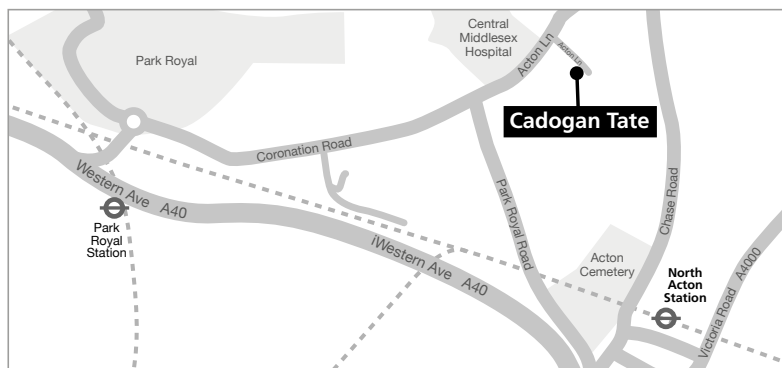 Central
Middlesex
Hospital
Acton Ln
Acton Ln
Park Royal
Cadogan Tate
Coronation Road
Western Ave A40
Park
Royal
Station
iWestern Ave A40
Park Royal Road
Chase Road
Acton
Cemetery
North
Acton
Station
Victoria Road A4000